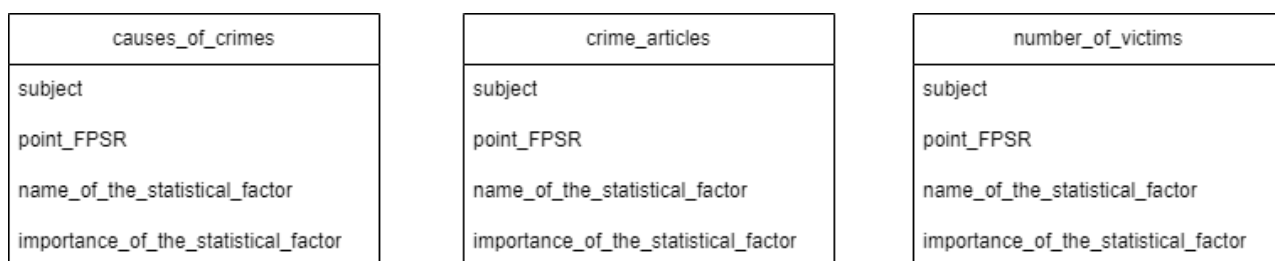 causes_of_crimes
subject
point_FPSR
name_of_the_statistical_factor
importance_of_the_statistical_factor
crime_articles
subject
point_FPSR
name_of_the_statistical_factor
importance_of_the_statistical_factor
number_of_victims
subject
point_FPSR
name_of_the_statistical_factor
importance_of_the_statistical_factor